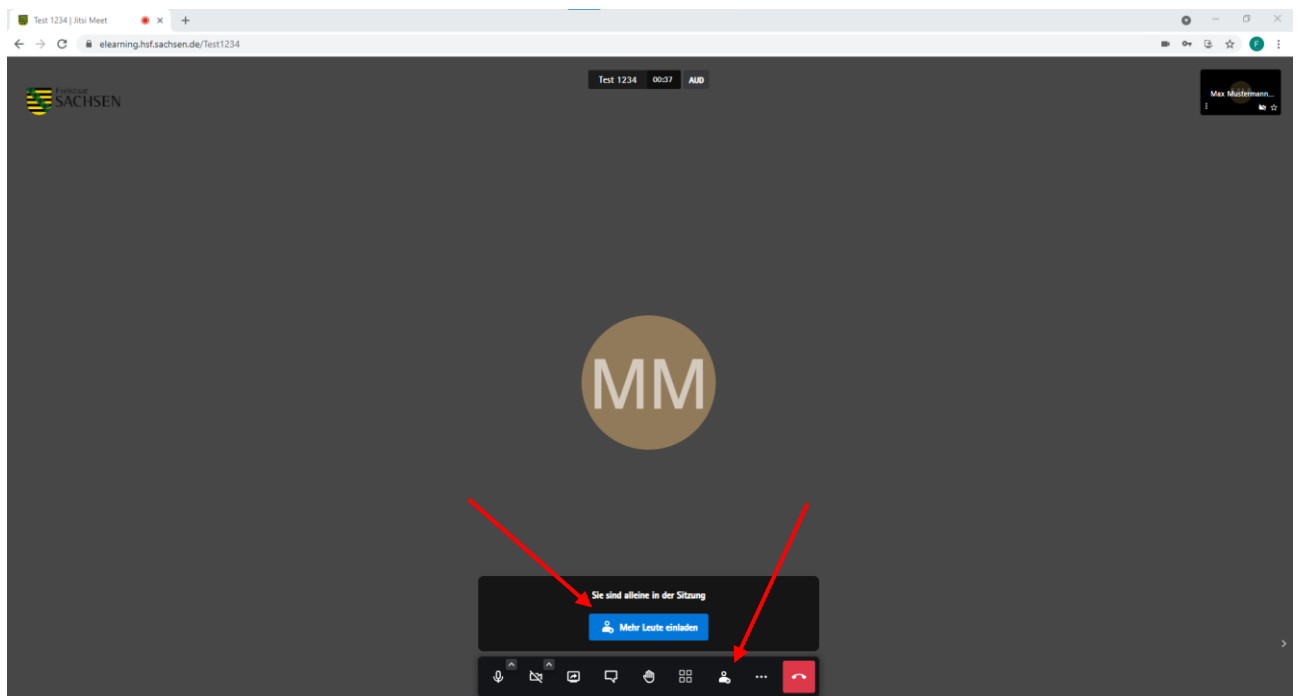 Test 1234 | Jitsi Meet
elearning.hsf.sachsen.de/Test1234
F
Freistaat
SACHSEN
Test 1234 00:37 AUD
Max Mustermann...
MM
Sie sind alleine in der Sitzung
Mehr Leute einladen